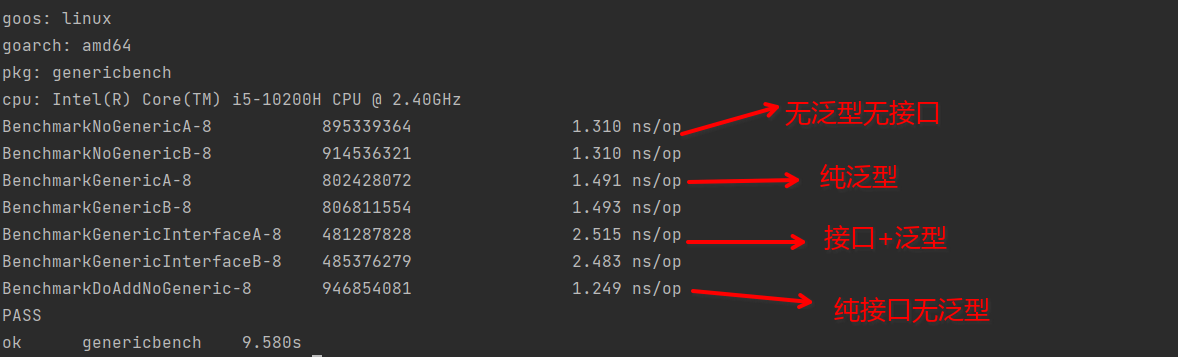 goos: linux
goarch: amd64
pkg: genericbench
cpu: Intel(R) Core(TM) i5-10200H CPU @ 2.40GHz
BenchmarkNoGenericA-8 895339364 1.310 ns/op 无泛型无接口
BenchmarkNoGenericB-8 914536321 1.310 ns/op
BenchmarkGenericA-8 802428072 1.491 ns/op 纯泛型
BenchmarkGenericB-8 806811554 1.493 ns/op
BenchmarkGenericInterfaceA-8 481287828 2.515 ns/op 接口+泛型
BenchmarkGenericInterfaceB-8 485376279 2.483 ns/op
BenchmarkDoAddNoGeneric-8 946854081 1.249 ns/op 纯接口无泛型
PASS
ok genericbench 9.580s